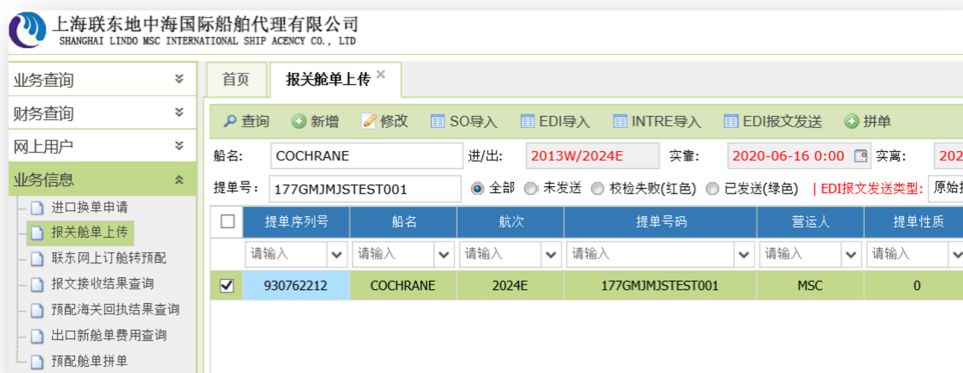 上海联东地中海国际船舶代理有限公司
SHANGHAI LINDO MSC INTERNATIONAL SHIP ACENCY CO., LTD
业务查询
财务查询
网上用户
业务信息
进口换单申请
报关舱单上传
联东网上订舱转预配
报文接收结果查询
预配海关回执结果查询
出口新舱单费用查询
预配舱单拼单
首页 报关舱单上传
查询 新增 修改 SO导入 EDI导入 INTRE导入 EDI报文发送 拼单
船名: COCHRANE 进/出: 2013W/2024E 实靠: 2020-06-16 0:00 实离: 202
提单号: 177GMJMJSTEST001 全部 未发送 校检失败(红色) 已发送(绿色) | EDI报文发送类型: 原始
提单序列号 船名 航次 提单号码 营运人 提单性质
请输入 请输入 请输入 请输入 请输入 请输入
930762212 COCHRANE 2024E 177GMJMJSTEST001 MSC 0